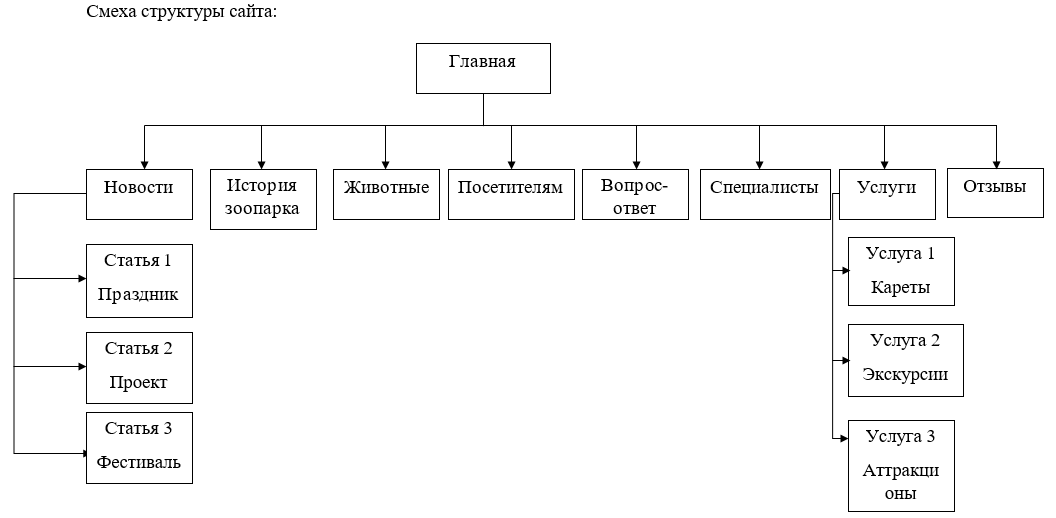 Смеха структуры сайта:
Главная
Новости
История
зоопарка
Животные
Посетителям
Вопрос-
ответ
Специалисты
Услуги
Отзывы
Статья 1
Праздник
Статья 2
Проект
Статья 3
Фестиваль
Услуга 1
Кареты
Услуга 2
Экскурсии
Услуга 3
Аттракци
оны